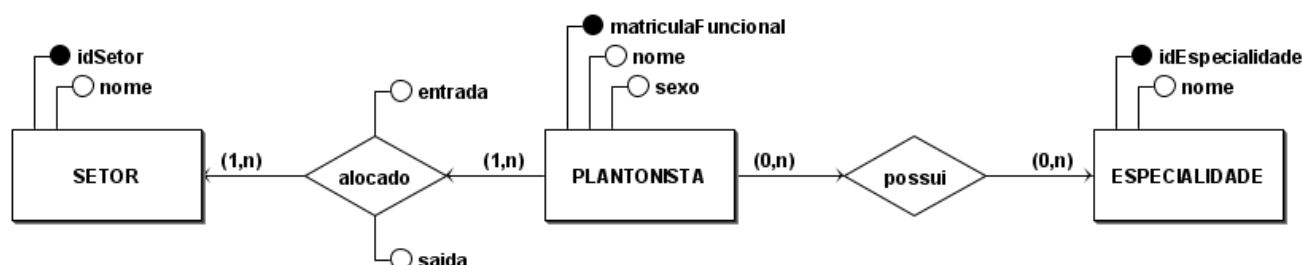 matriculaFuncional
idSetor
nome
sexo
idEspecialidade
nome
nome
entrada
SETOR
(1,n)
alocado
(1,n)
PLANTONISTA
(0,n)
possui
(0,n)
ESPECIALIDADE
saida